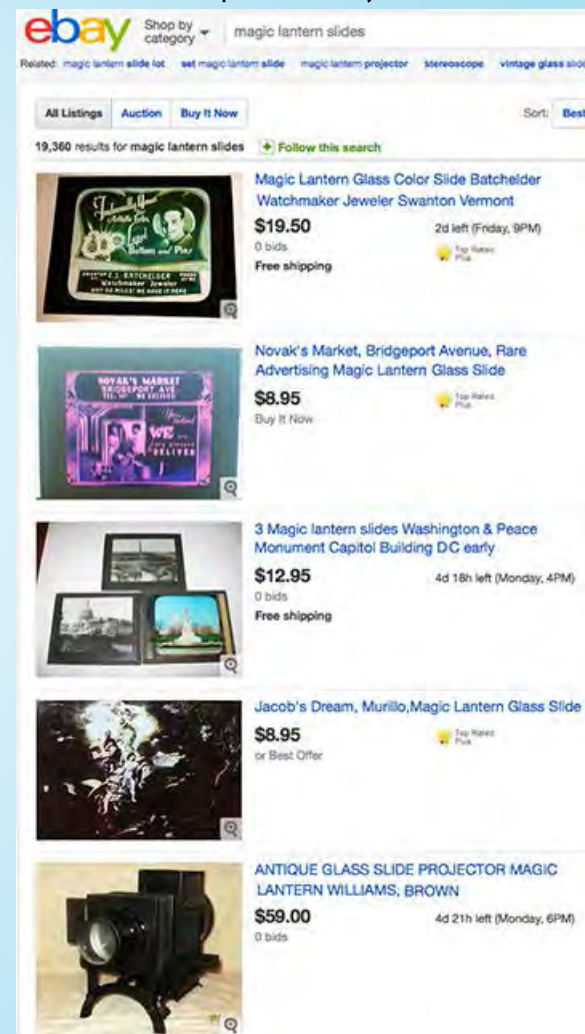 ebay Shop by category magic lantern slides
Related: magic lantern slide lot set magic lantern slide magic lantern projector stereoscope vintage glass slide
All Listings Auction Buy It Now Sort: Best
19,360 results for magic lantern slides + Follow this search
Magic Lantern Glass Color Slide Batchelder
Watchmaker Jeweler Swanton Vermont
$19.50 2d left (Friday, 9PM)
0 bids Top Rated Plus
Free shipping
E.J. BATCHELDER
Watchmaker Jeweler
Novak's Market, Bridgeport Avenue, Rare
Advertising Magic Lantern Glass Slide
$8.95 Top Rated Plus
Buy It Now
NOVAK'S MARKET
BRIDGEPORT AVE.
WE
DELIVER
3 Magic lantern slides Washington & Peace
Monument Capitol Building DC early
$12.95 4d 18h left (Monday, 4PM)
0 bids
Free shipping
Jacob's Dream, Murillo,Magic Lantern Glass Slide
$8.95 Top Rated Plus
or Best Offer
ANTIQUE GLASS SLIDE PROJECTOR MAGIC
LANTERN WILLIAMS, BROWN
$59.00 4d 21h left (Monday, 6PM)
0 bids